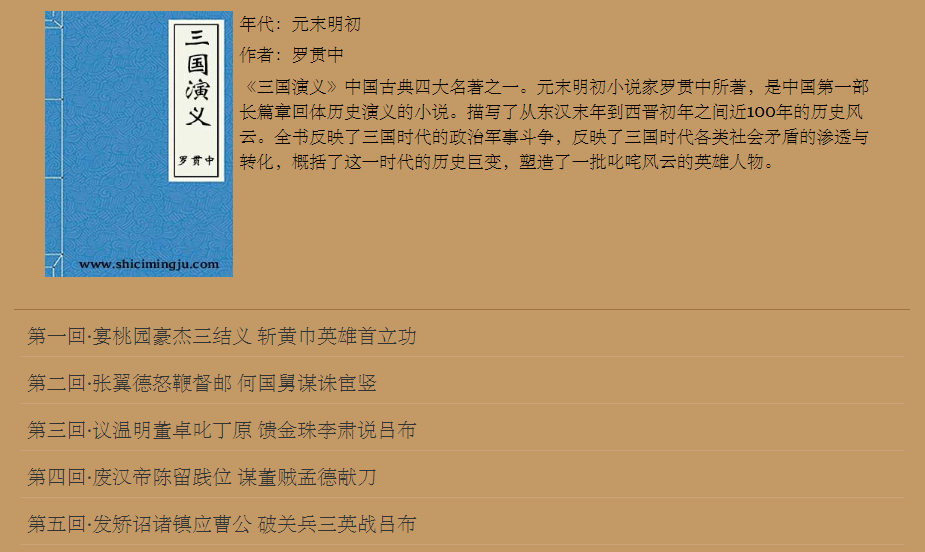 三国演义
罗贯中
www.shicimingju.com
年代：元末明初
作者：罗贯中
《三国演义》中国古典四大名著之一。元末明初小说家罗贯中所著，是中国第一部
长篇章回体历史演义的小说。描写了从东汉末年到西晋初年之间近100年的历史风
云。全书反映了三国时代的政治军事斗争，反映了三国时代各类社会矛盾的渗透与
转化，概括了这一时代的历史巨变，塑造了一批叱咤风云的英雄人物。
第一回·宴桃园豪杰三结义 斩黄巾英雄首立功
第二回·张翼德怒鞭督邮 何国舅谋诛宦竖
第三回·议温明董卓叱丁原 馈金珠李肃说吕布
第四回·废汉帝陈留践位 谋董贼孟德献刀
第五回·发矫诏诸镇应曹公 破关兵三英战吕布